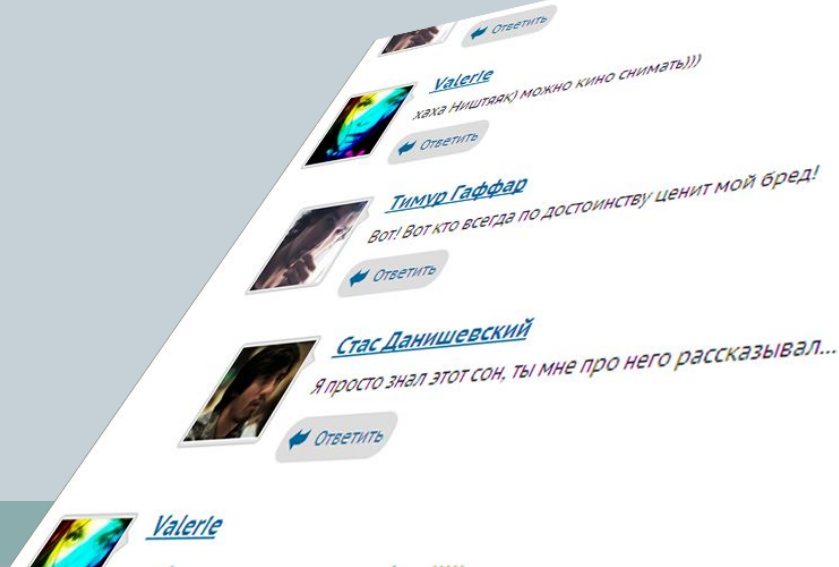 Ответить
Valerie
хаха Ништяяк) можно кино снимать)))
Ответить
Тимур Гаффар
Вот! Вот кто всегда по достоинству ценит мой бред!
Ответить
Стас Данишевский
Я просто знал этот сон, ты мне про него рассказывал...
Ответить
Valerie